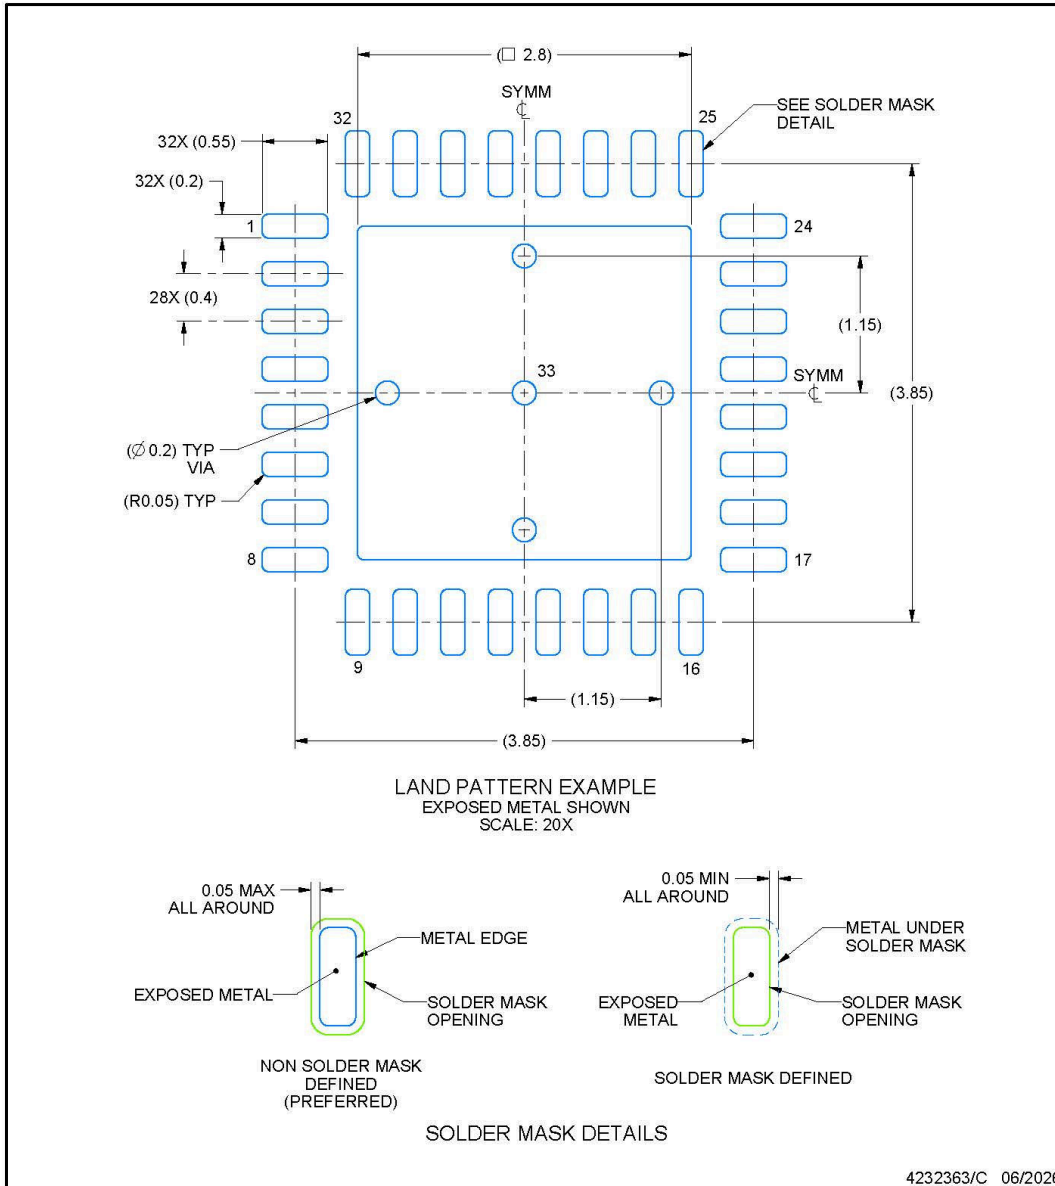 (□ 2.8)
SYMM
℄
32
25
SEE SOLDER MASK
DETAIL
32X (0.55)
32X (0.2)
1
24
28X (0.4)
(1.15)
33
SYMM
℄
(3.85)
(Ø 0.2) TYP
VIA
(R0.05) TYP
8
17
9
16
(1.15)
(3.85)
LAND PATTERN EXAMPLE
EXPOSED METAL SHOWN
SCALE: 20X
0.05 MAX
ALL AROUND
METAL EDGE
EXPOSED METAL
SOLDER MASK
OPENING
NON SOLDER MASK
DEFINED
(PREFERRED)
0.05 MIN
ALL AROUND
METAL UNDER
SOLDER MASK
EXPOSED
METAL
SOLDER MASK
OPENING
SOLDER MASK DEFINED
SOLDER MASK DETAILS
4232363/C 06/202